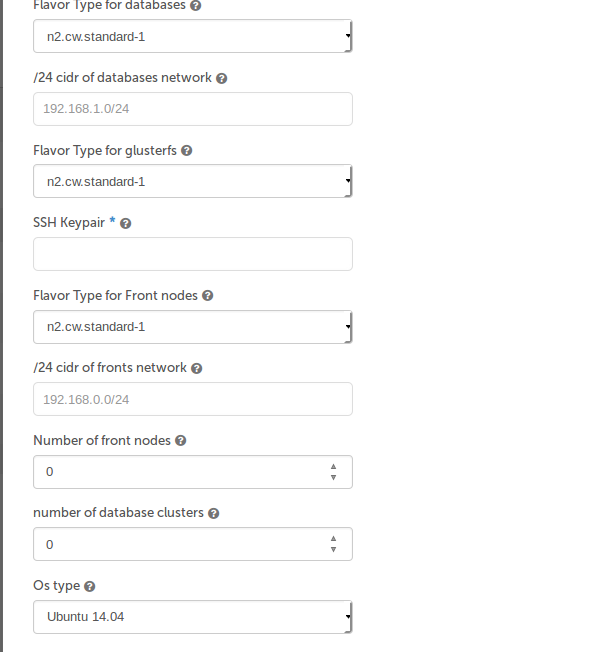 Flavor Type for databases ?
n2.cw.standard-1
/24 cidr of databases network ?
192.168.1.0/24
Flavor Type for glusterfs ?
n2.cw.standard-1
SSH Keypair * ?
Flavor Type for Front nodes ?
n2.cw.standard-1
/24 cidr of fronts network ?
192.168.0.0/24
Number of front nodes ?
0
number of database clusters ?
0
Os type ?
Ubuntu 14.04